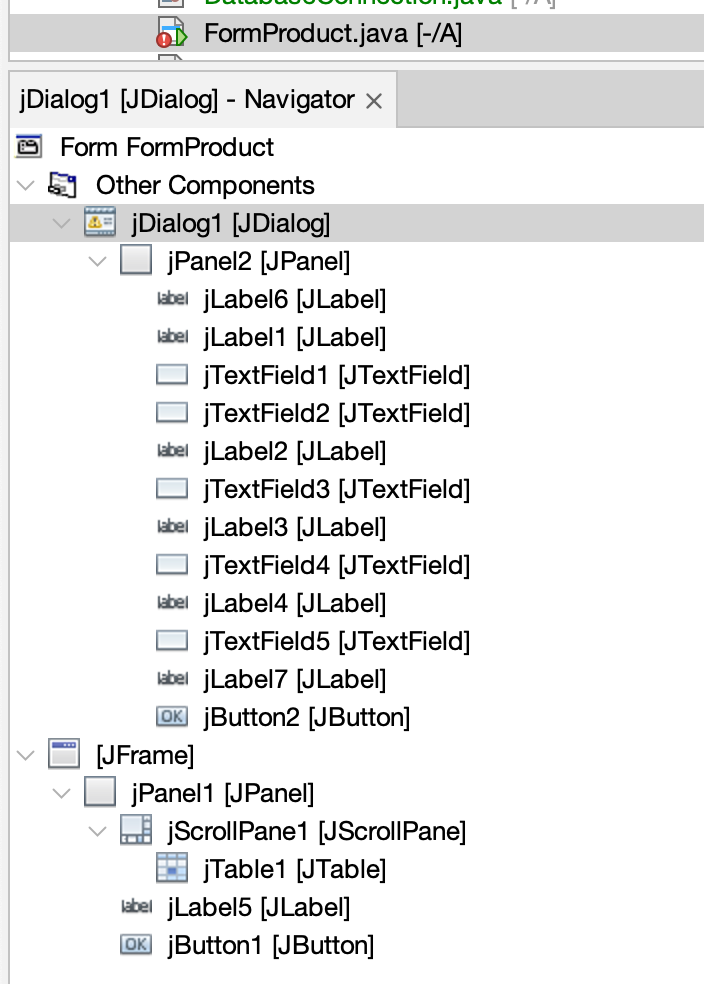 DatabaseConnection.java [-/A]
FormProduct.java [-/A]
jDialog1 [JDialog] - Navigator
Form FormProduct
Other Components
jDialog1 [JDialog]
jPanel2 [JPanel]
label jLabel6 [JLabel]
label jLabel1 [JLabel]
jTextField1 [JTextField]
jTextField2 [JTextField]
label jLabel2 [JLabel]
jTextField3 [JTextField]
label jLabel3 [JLabel]
jTextField4 [JTextField]
label jLabel4 [JLabel]
jTextField5 [JTextField]
label jLabel7 [JLabel]
OK jButton2 [JButton]
[JFrame]
jPanel1 [JPanel]
jScrollPane1 [JScrollPane]
jTable1 [JTable]
label jLabel5 [JLabel]
OK jButton1 [JButton]